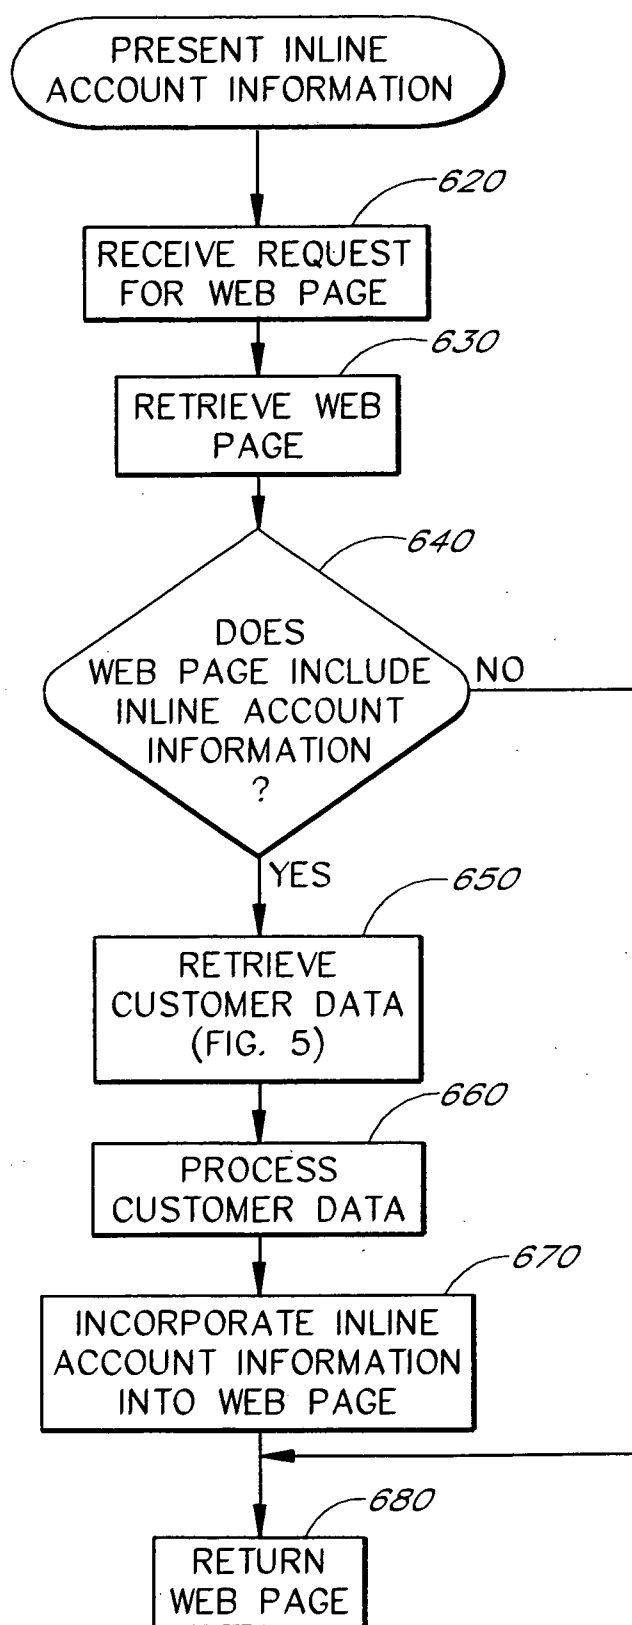 PRESENT INLINE
ACCOUNT INFORMATION
620
RECEIVE REQUEST
FOR WEB PAGE
630
RETRIEVE WEB
PAGE
640
DOES
WEB PAGE INCLUDE
INLINE ACCOUNT
INFORMATION
?
NO
YES
650
RETRIEVE
CUSTOMER DATA
(FIG. 5)
660
PROCESS
CUSTOMER DATA
670
INCORPORATE INLINE
ACCOUNT INFORMATION
INTO WEB PAGE
680
RETURN
WEB PAGE